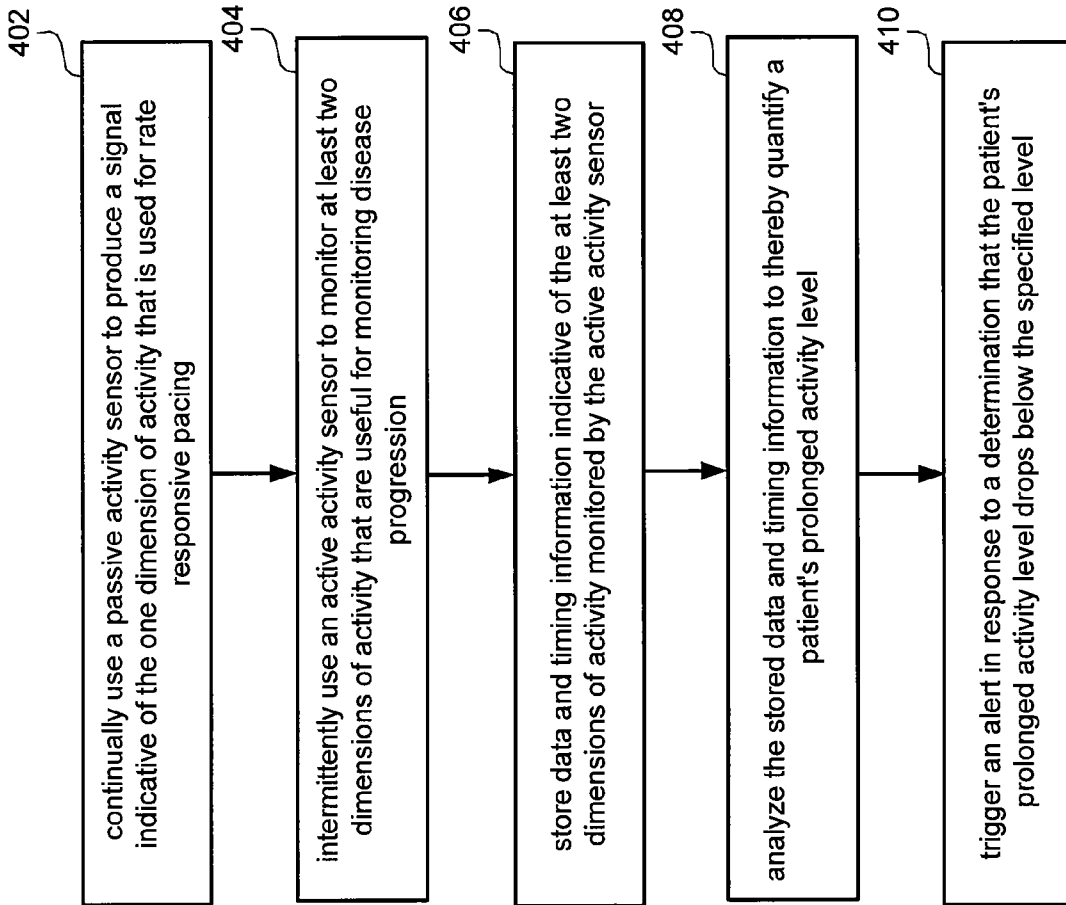 402
continually use a passive activity sensor to produce a signal
indicative of the one dimension of activity that is used for rate
responsive pacing
404
intermittently use an active activity sensor to monitor at least two
dimensions of activity that are useful for monitoring disease
progression
406
store data and timing information indicative of the at least two
dimensions of activity monitored by the active activity sensor
408
analyze the stored data and timing information to thereby quantify a
patient's prolonged activity level
410
trigger an alert in response to a determination that the patient's
prolonged activity level drops below the specified level